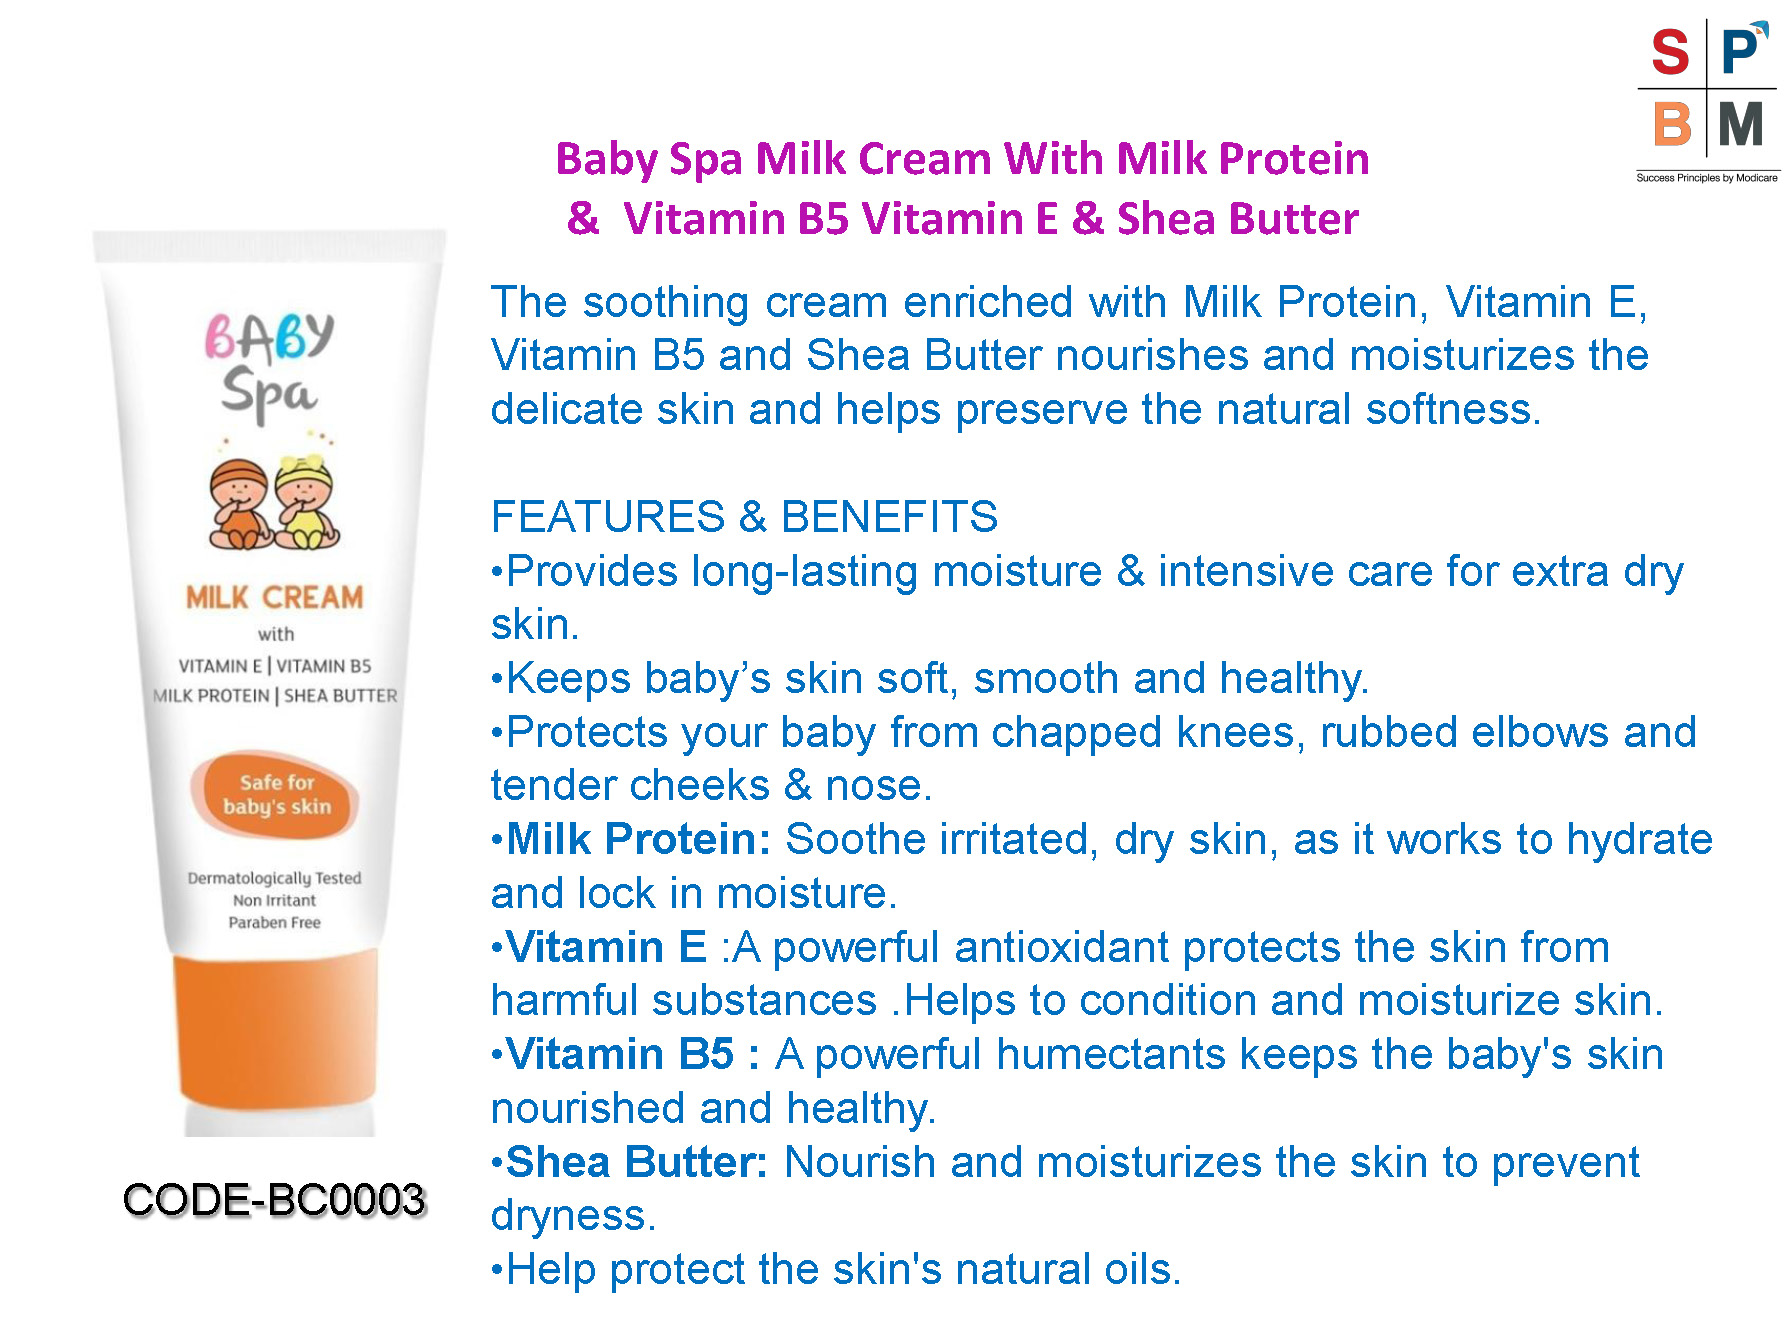 S P
B M
Success Principles by Modicare
Baby Spa Milk Cream With Milk Protein
& Vitamin B5 Vitamin E & Shea Butter
BABY
Spa
MILK CREAM
with
VITAMIN E | VITAMIN B5
MILK PROTEIN | SHEA BUTTER
Safe for
baby's skin
Dermatologically Tested
Non Irritant
Paraben Free
CODE-BC0003
The soothing cream enriched with Milk Protein, Vitamin E,
Vitamin B5 and Shea Butter nourishes and moisturizes the
delicate skin and helps preserve the natural softness.
FEATURES & BENEFITS
•Provides long-lasting moisture & intensive care for extra dry
skin.
•Keeps baby’s skin soft, smooth and healthy.
•Protects your baby from chapped knees, rubbed elbows and
tender cheeks & nose.
•Milk Protein: Soothe irritated, dry skin, as it works to hydrate
and lock in moisture.
•Vitamin E :A powerful antioxidant protects the skin from
harmful substances .Helps to condition and moisturize skin.
•Vitamin B5 : A powerful humectants keeps the baby's skin
nourished and healthy.
•Shea Butter: Nourish and moisturizes the skin to prevent
dryness.
•Help protect the skin's natural oils.